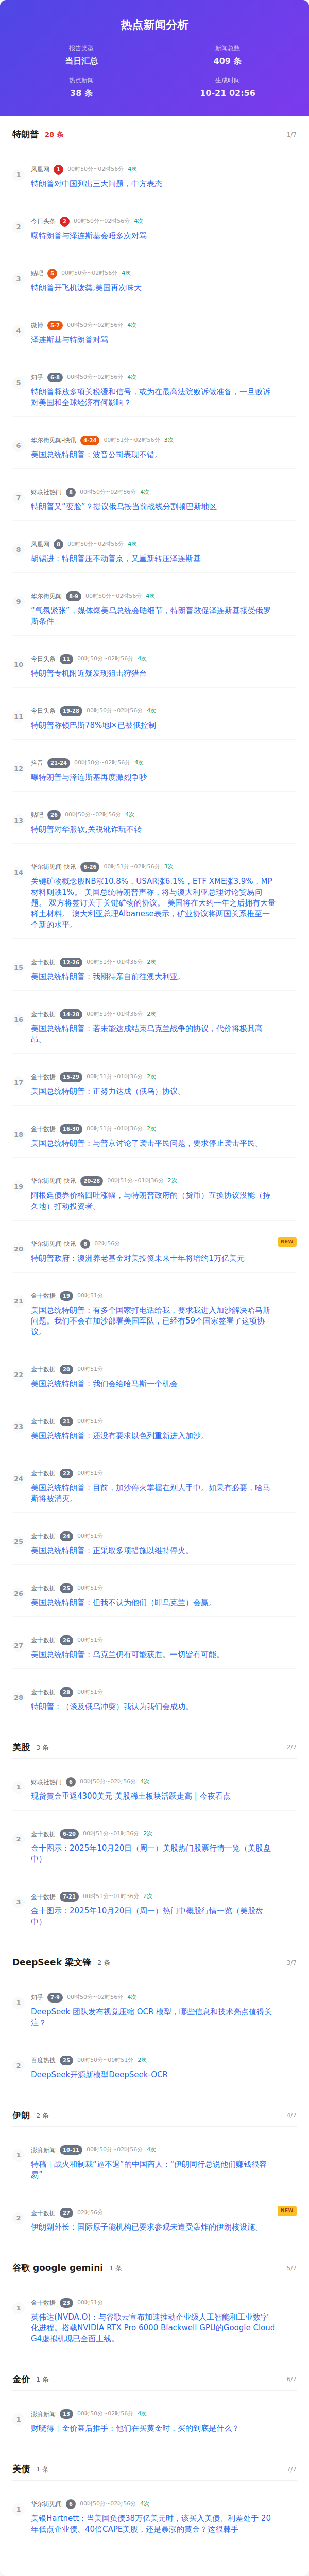 热点新闻分析
报告类型
当日汇总
新闻总数
409 条
热点新闻
38 条
生成时间
10-21 02:56
特朗普 28 条 1/7
1
凤凰网 1 00时50分~02时56分 4次
特朗普对中国列出三大问题，中方表态
2
今日头条 2 00时50分~02时56分 4次
曝特朗普与泽连斯基会晤多次对骂
3
贴吧 5 00时50分~02时56分 4次
特朗普开飞机泼粪,美国再次味大
4
微博 5-7 00时50分~02时56分 4次
泽连斯基与特朗普对骂
5
知乎 6-8 00时50分~02时56分 4次
特朗普释放多项关税缓和信号，或为在最高法院败诉做准备，一旦败诉
对美国和全球经济有何影响？
6
华尔街见闻-快讯 4-24 00时51分~02时56分 3次
美国总统特朗普：波音公司表现不错。
7
财联社热门 8 00时50分~02时56分 4次
特朗普又“变脸”？提议俄乌按当前战线分割顿巴斯地区
8
凤凰网 8 00时50分~02时56分 4次
胡锡进：特朗普压不动普京，又重新转压泽连斯基
9
华尔街见闻 8-9 00时50分~02时56分 4次
“气氛紧张”，媒体爆美乌总统会晤细节，特朗普敦促泽连斯基接受俄罗
斯条件
10
今日头条 11 00时50分~02时56分 4次
特朗普专机附近疑发现狙击狩猎台
11
今日头条 19-28 00时50分~02时56分 4次
特朗普称顿巴斯78%地区已被俄控制
12
抖音 21-24 00时50分~02时56分 4次
曝特朗普与泽连斯基再度激烈争吵
13
贴吧 26 00时50分~02时56分 4次
特朗普对华服软,关税讹诈玩不转
14
华尔街见闻-快讯 6-26 00时51分~02时56分 3次
关键矿物概念股NB涨10.8%，USAR涨6.1%，ETF XME涨3.9%，MP
材料则跌1%。 美国总统特朗普声称，将与澳大利亚总理讨论贸易问
题。 双方将签订关于关键矿物的协议。 美国将在大约一年之后拥有大量
稀土材料。 澳大利亚总理Albanese表示，矿业协议将两国关系推至一
个新的水平。
15
金十数据 12-26 00时51分~01时36分 2次
美国总统特朗普：我期待亲自前往澳大利亚。
16
金十数据 14-28 00时51分~01时36分 2次
美国总统特朗普：若未能达成结束乌克兰战争的协议，代价将极其高
昂。
17
金十数据 15-29 00时51分~01时36分 2次
美国总统特朗普：正努力达成（俄乌）协议。
18
金十数据 16-30 00时51分~01时36分 2次
美国总统特朗普：与普京讨论了袭击平民问题，要求停止袭击平民。
19
华尔街见闻-快讯 20-28 00时51分~01时36分 2次
阿根廷债券价格回吐涨幅，与特朗普政府的（货币）互换协议没能（持
久地）打动投资者。
20
华尔街见闻-快讯 8 02时56分 NEW
特朗普政府：澳洲养老基金对美投资未来十年将增约1万亿美元
21
金十数据 19 00时51分
美国总统特朗普：有多个国家打电话给我，要求我进入加沙解决哈马斯
问题。我们不会在加沙部署美国军队，已经有59个国家签署了这项协
议。
22
金十数据 20 00时51分
美国总统特朗普：我们会给哈马斯一个机会
23
金十数据 21 00时51分
美国总统特朗普：还没有要求以色列重新进入加沙。
24
金十数据 22 00时51分
美国总统特朗普：目前，加沙停火掌握在别人手中。如果有必要，哈马
斯将被消灭。
25
金十数据 24 00时51分
美国总统特朗普：正采取多项措施以维持停火。
26
金十数据 25 00时51分
美国总统特朗普：但我不认为他们（即乌克兰）会赢。
27
金十数据 26 00时51分
美国总统特朗普：乌克兰仍有可能获胜。一切皆有可能。
28
金十数据 28 00时51分
特朗普：（谈及俄乌冲突）我认为我们会成功。
美股 3 条 2/7
1
财联社热门 6 00时50分~02时56分 4次
现货黄金重返4300美元 美股稀土板块活跃走高 | 今夜看点
2
金十数据 6-20 00时51分~01时36分 2次
金十图示：2025年10月20日（周一）美股热门股票行情一览（美股盘
中）
3
金十数据 7-21 00时51分~01时36分 2次
金十图示：2025年10月20日（周一）热门中概股行情一览（美股盘
中）
DeepSeek 梁文锋 2 条 3/7
1
知乎 7-9 00时50分~02时56分 4次
DeepSeek 团队发布视觉压缩 OCR 模型，哪些信息和技术亮点值得关
注？
2
百度热搜 25 00时50分~00时51分 2次
DeepSeek开源新模型DeepSeek-OCR
伊朗 2 条 4/7
1
澎湃新闻 10-11 00时50分~02时56分 4次
特稿｜战火和制裁“逼不退”的中国商人：“伊朗同行总说他们赚钱很容
易”
2
金十数据 27 02时56分 NEW
伊朗副外长：国际原子能机构已要求参观未遭受轰炸的伊朗核设施。
谷歌 google gemini 1 条 5/7
1
金十数据 23 00时51分
英伟达(NVDA.O)：与谷歌云宣布加速推动企业级人工智能和工业数字
化进程。搭载NVIDIA RTX Pro 6000 Blackwell GPU的Google Cloud
G4虚拟机现已全面上线。
金价 1 条 6/7
1
澎湃新闻 13 00时50分~02时56分 4次
财晓得｜金价幕后推手：他们在买黄金时，买的到底是什么？
美债 1 条 7/7
1
华尔街见闻 6 00时50分~02时56分 4次
美银Hartnett：当美国负债38万亿美元时，该买入美债、利差处于 20
年低点企业债、40倍CAPE美股，还是暴涨的黄金？这很棘手